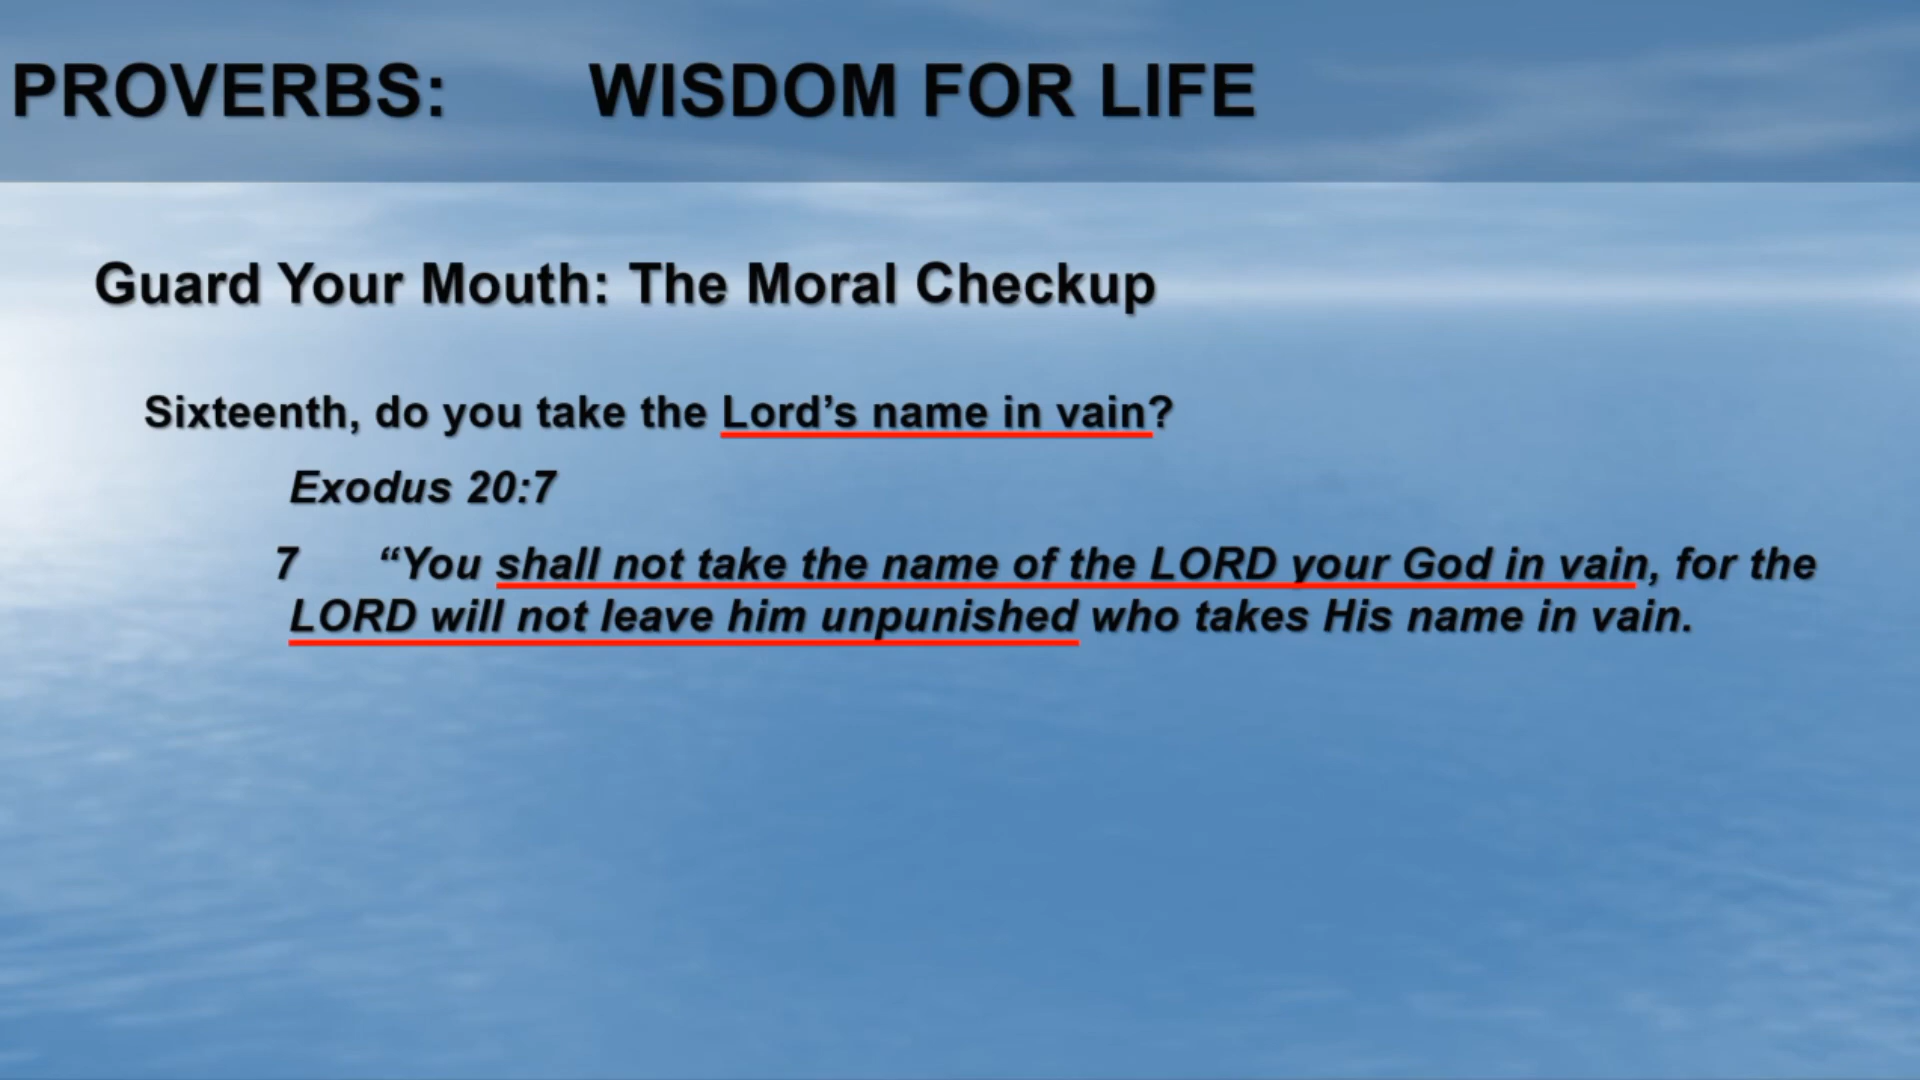 PROVERBS: WISDOM FOR LIFE
Guard Your Mouth: The Moral Checkup
Sixteenth, do you take the Lord’s name in vain?
Exodus 20:7
7 “You shall not take the name of the LORD your God in vain, for the
LORD will not leave him unpunished who takes His name in vain.